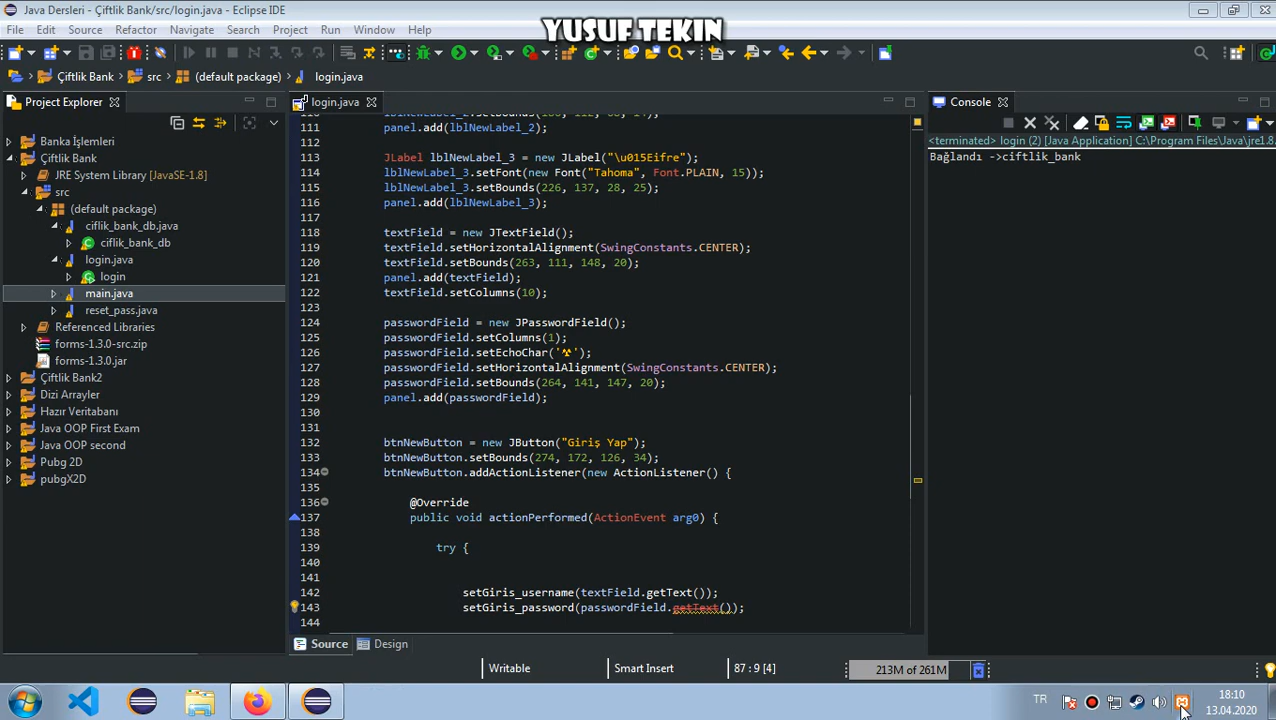 Java Dersleri - Çiftlik Bank/src/login.java - Eclipse IDE
File Edit Source Refactor Navigate Search Project Run Window Help
YUSUF TEKIN
Çiftlik Bank src (default package) login.java
Project Explorer
Banka İşlemleri
Çiftlik Bank
JRE System Library [JavaSE-1.8]
src
(default package)
ciflik_bank_db.java
ciflik_bank_db
login.java
login
main.java
reset_pass.java
Referenced Libraries
forms-1.3.0-src.zip
forms-1.3.0.jar
Çiftlik Bank2
Dizi Arrayler
Hazır Veritabanı
Java OOP First Exam
Java OOP second
Pubg 2D
pubgX2D
login.java
111 panel.add(lblNewLabel_2);
112
113 JLabel lblNewLabel_3 = new JLabel("\u015Eifre");
114 lblNewLabel_3.setFont(new Font("Tahoma", Font.PLAIN, 15));
115 lblNewLabel_3.setBounds(226, 137, 28, 25);
116 panel.add(lblNewLabel_3);
117
118 textField = new JTextField();
119 textField.setHorizontalAlignment(SwingConstants.CENTER);
120 textField.setBounds(263, 111, 148, 20);
121 panel.add(textField);
122 textField.setColumns(10);
123
124 passwordField = new JPasswordField();
125 passwordField.setColumns(1);
126 passwordField.setEchoChar('☢');
127 passwordField.setHorizontalAlignment(SwingConstants.CENTER);
128 passwordField.setBounds(264, 141, 147, 20);
129 panel.add(passwordField);
130
131
132 btnNewButton = new JButton("Giriş Yap");
133 btnNewButton.setBounds(274, 172, 126, 34);
134 btnNewButton.addActionListener(new ActionListener() {
135
136 @Override
137 public void actionPerformed(ActionEvent arg0) {
138
139 try {
140
141
142 setGiris_username(textField.getText());
143 setGiris_password(passwordField.getText());
144
Source Design
Console
<terminated> login (2) [Java Application] C:\Program Files\Java\jre1.8.
Bağlandı ->ciftlik_bank
Writable Smart Insert 87 : 9 [4] 213M of 261M
TR
18:10
13.04.2020